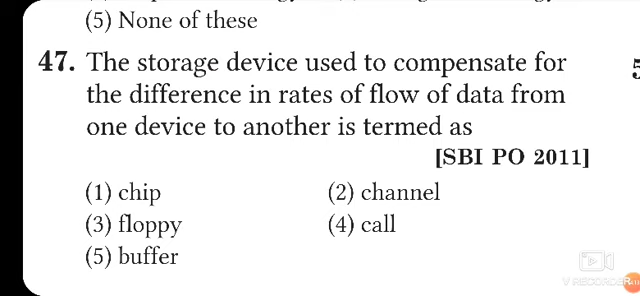 (5) None of these
47. The storage device used to compensate for
the difference in rates of flow of data from
one device to another is termed as
[SBI PO 2011]
(1) chip (2) channel
(3) floppy (4) call
(5) buffer
V RECORDER